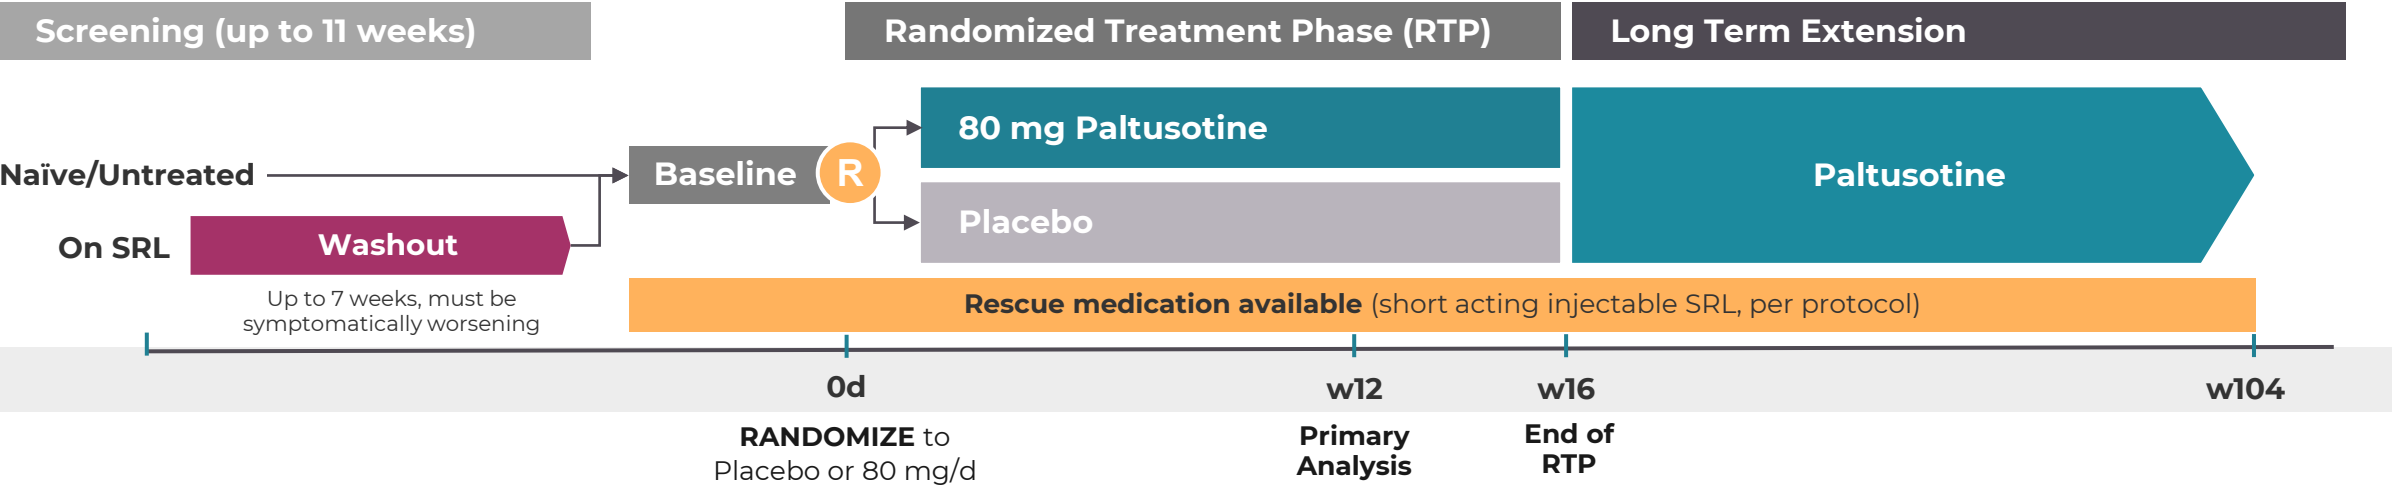 Screening (up to 11 weeks)
Randomized Treatment Phase (RTP)
Long Term Extension
Naïve/Untreated
On SRL
Washout
Up to 7 weeks, must be
symptomatically worsening
Baseline
R
80 mg Paltusotine
Placebo
Paltusotine
Rescue medication available (short acting injectable SRL, per protocol)
0d
w12
w16
w104
RANDOMIZE to
Placebo or 80 mg/d
Primary
Analysis
End of
RTP